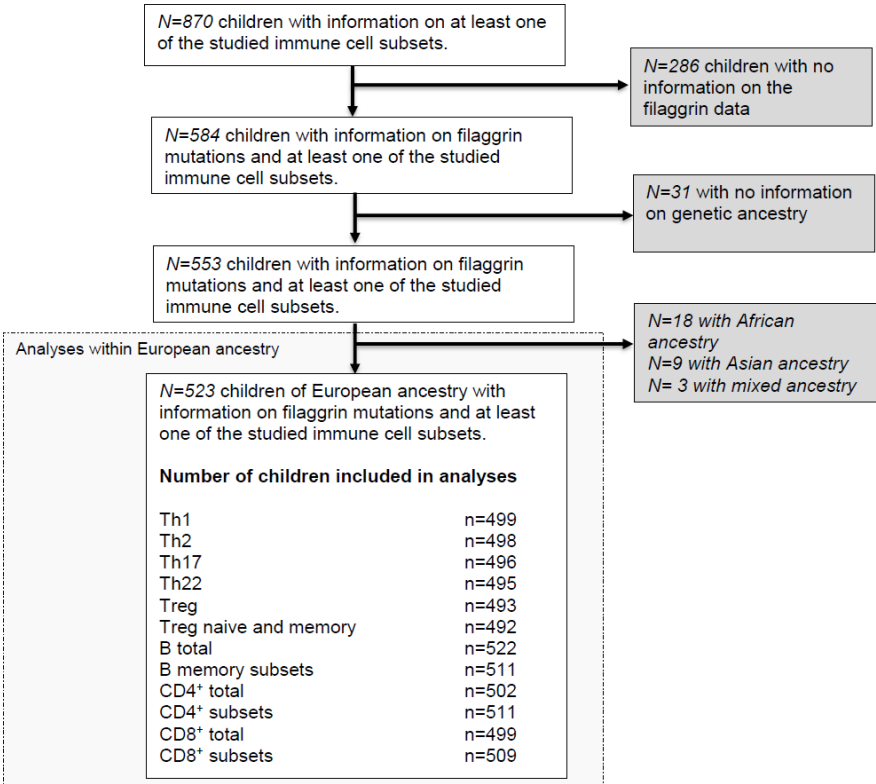 N=870 children with information on at least one
of the studied immune cell subsets.
N=286 children with no
information on the
filaggrin data
N=584 children with information on filaggrin
mutations and at least one of the studied
immune cell subsets.
N=31 with no information
on genetic ancestry
N=553 children with information on filaggrin
mutations and at least one of the studied
immune cell subsets.
N=18 with African
ancestry
N=9 with Asian ancestry
N= 3 with mixed ancestry
Analyses within European ancestry
N=523 children of European ancestry with
information on filaggrin mutations and at least
one of the studied immune cell subsets.
Number of children included in analyses
Th1 n=499
Th2 n=498
Th17 n=496
Th22 n=495
Treg n=493
Treg naive and memory n=492
B total n=522
B memory subsets n=511
CD4⁺ total n=502
CD4⁺ subsets n=511
CD8⁺ total n=499
CD8⁺ subsets n=509